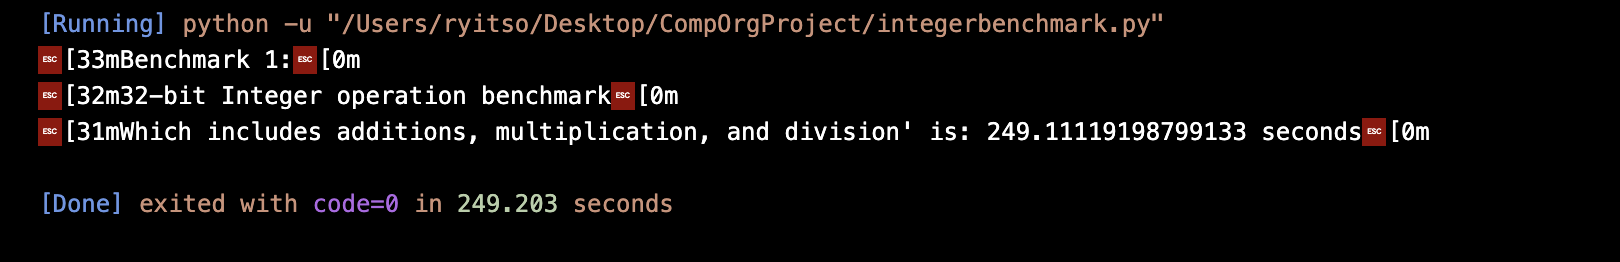 [Running] python -u "/Users/ryitso/Desktop/CompOrgProject/integerbenchmark.py"
ESC[33mBenchmark 1:ESC[0m
ESC[32m32-bit Integer operation benchmarkESC[0m
ESC[31mWhich includes additions, multiplication, and division' is: 249.11119198799133 secondsESC[0m
[Done] exited with code=0 in 249.203 seconds